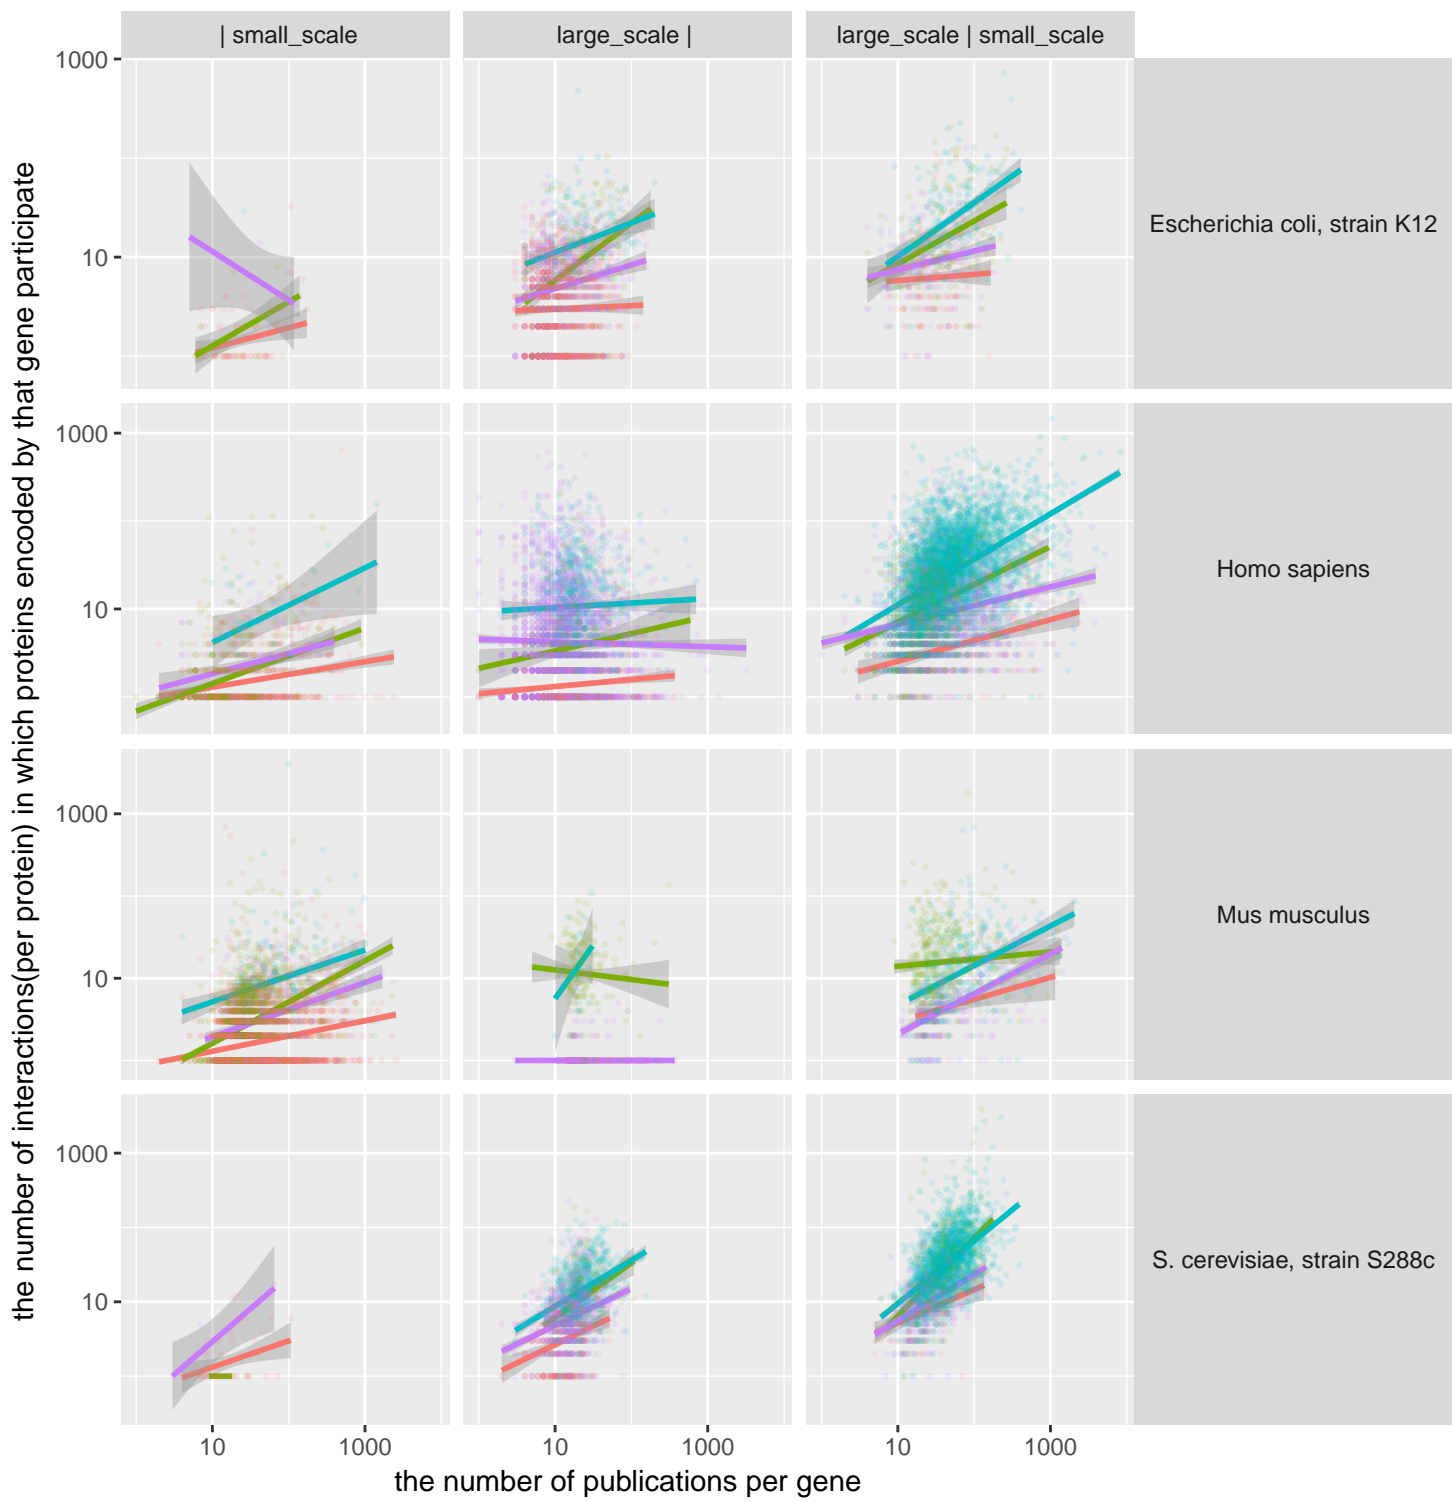 | small_scale
large_scale |
large_scale | small_scale
the number of interactions(per protein) in which proteins encoded by that gene participate
1000
10
Escherichia coli, strain K12
1000
10
Homo sapiens
1000
10
Mus musculus
1000
10
S. cerevisiae, strain S288c
10
1000
10
1000
10
1000
the number of publications per gene